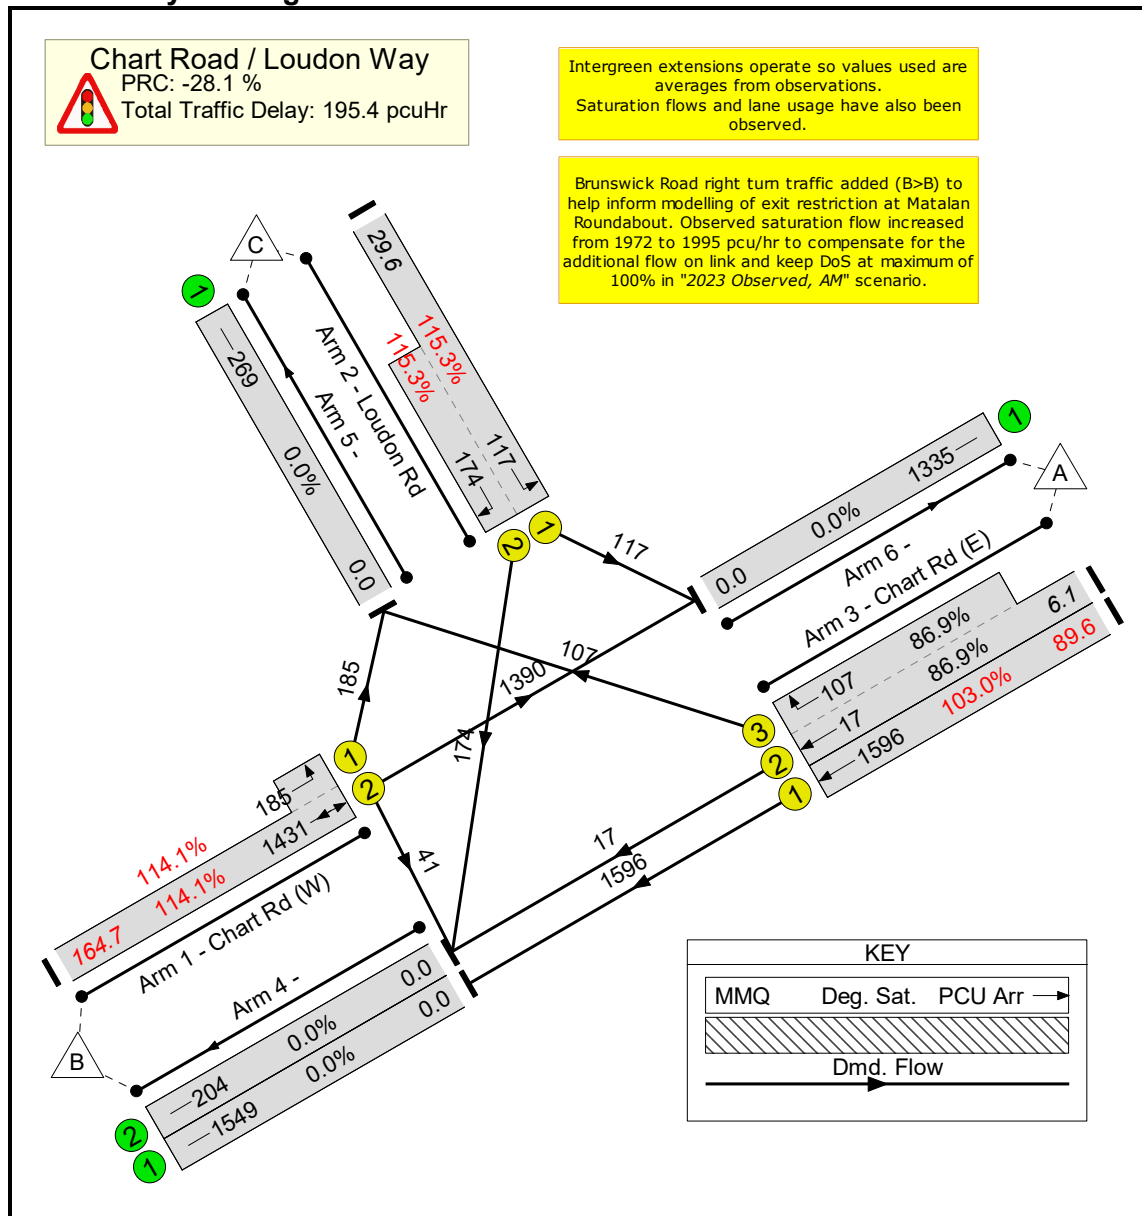 Chart Road / Loudon Way
PRC: -28.1 %
Total Traffic Delay: 195.4 pcuHr
Intergreen extensions operate so values used are
averages from observations.
Saturation flows and lane usage have also been
observed.
Brunswick Road right turn traffic added (B>B) to
help inform modelling of exit restriction at Matalan
Roundabout. Observed saturation flow increased
from 1972 to 1995 pcu/hr to compensate for the
additional flow on link and keep DoS at maximum of
100% in "2023 Observed, AM" scenario.
C
1
269
0.0%
0.0
Arm 5 -
Arm 2 - Loudon Rd
29.6
115.3%
115.3%
117
174
2
1
117
1335
0.0%
0.0
1
A
Arm 6 -
Arm 3 - Chart Rd (E)
86.9%
107
6.1
86.9%
17
89.6
103.0%
1596
3
2
1
107
1390
174
185
41
17
1596
1
2
185
1431
114.1%
114.1%
164.7
Arm 1 - Chart Rd (W)
Arm 4 -
B
0.0
0.0%
204
0.0
0.0%
1549
2
1
KEY
MMQ Deg. Sat. PCU Arr
Dmd. Flow